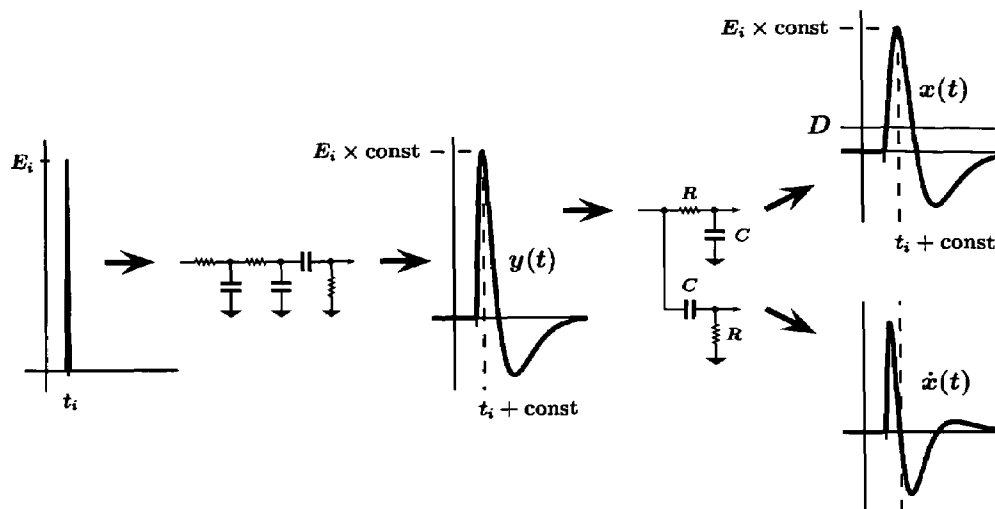 E_i
t_i
E_i × const
y(t)
t_i + const
R
C
C
R
E_i × const
x(t)
D
t_i + const
ẋ(t)